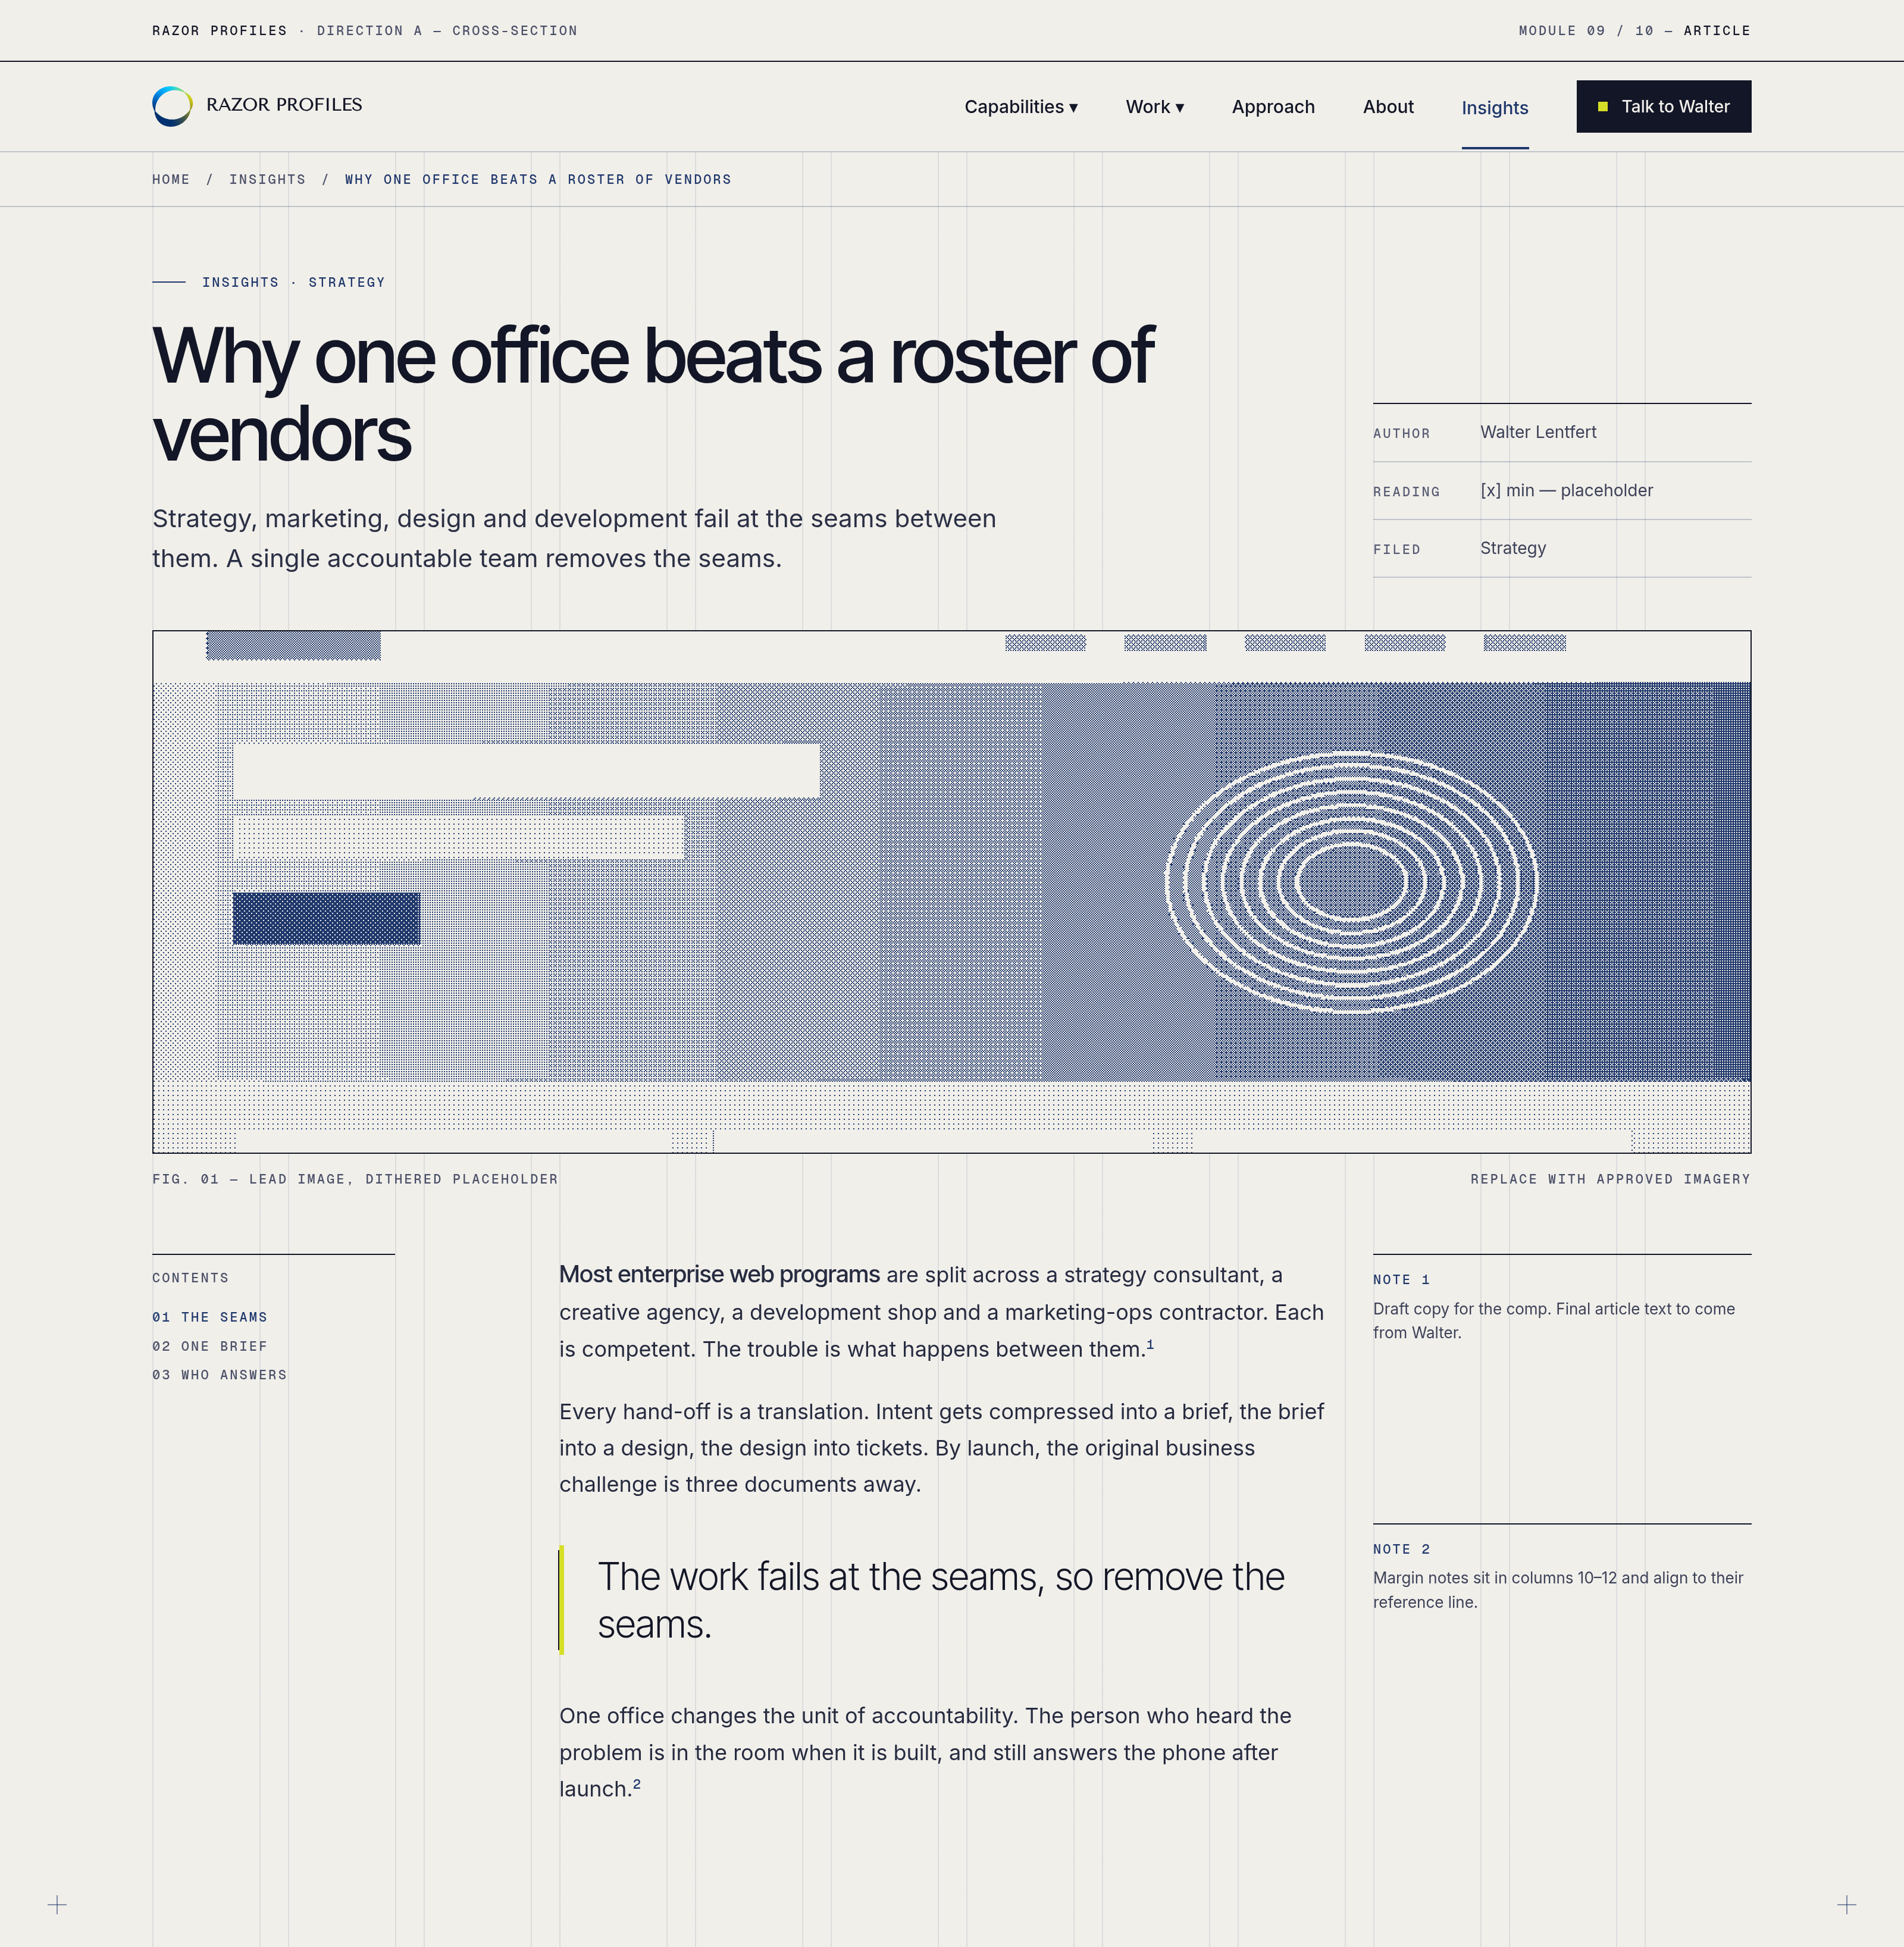 RAZOR PROFILES · DIRECTION A — CROSS-SECTION
MODULE 09 / 10 — ARTICLE
RAZOR PROFILES
Capabilities ▾
Work ▾
Approach
About
Insights
Talk to Walter
HOME / INSIGHTS / WHY ONE OFFICE BEATS A ROSTER OF VENDORS
INSIGHTS · STRATEGY
Why one office beats a roster of
vendors
Strategy, marketing, design and development fail at the seams between
them. A single accountable team removes the seams.
AUTHOR Walter Lentfert
READING [x] min — placeholder
FILED Strategy
FIG. 01 — LEAD IMAGE, DITHERED PLACEHOLDER
REPLACE WITH APPROVED IMAGERY
CONTENTS
01 THE SEAMS
02 ONE BRIEF
03 WHO ANSWERS
Most enterprise web programs are split across a strategy consultant, a
creative agency, a development shop and a marketing-ops contractor. Each
is competent. The trouble is what happens between them.1
Every hand-off is a translation. Intent gets compressed into a brief, the brief
into a design, the design into tickets. By launch, the original business
challenge is three documents away.
The work fails at the seams, so remove the
seams.
One office changes the unit of accountability. The person who heard the
problem is in the room when it is built, and still answers the phone after
launch.2
NOTE 1
Draft copy for the comp. Final article text to come
from Walter.
NOTE 2
Margin notes sit in columns 10–12 and align to their
reference line.